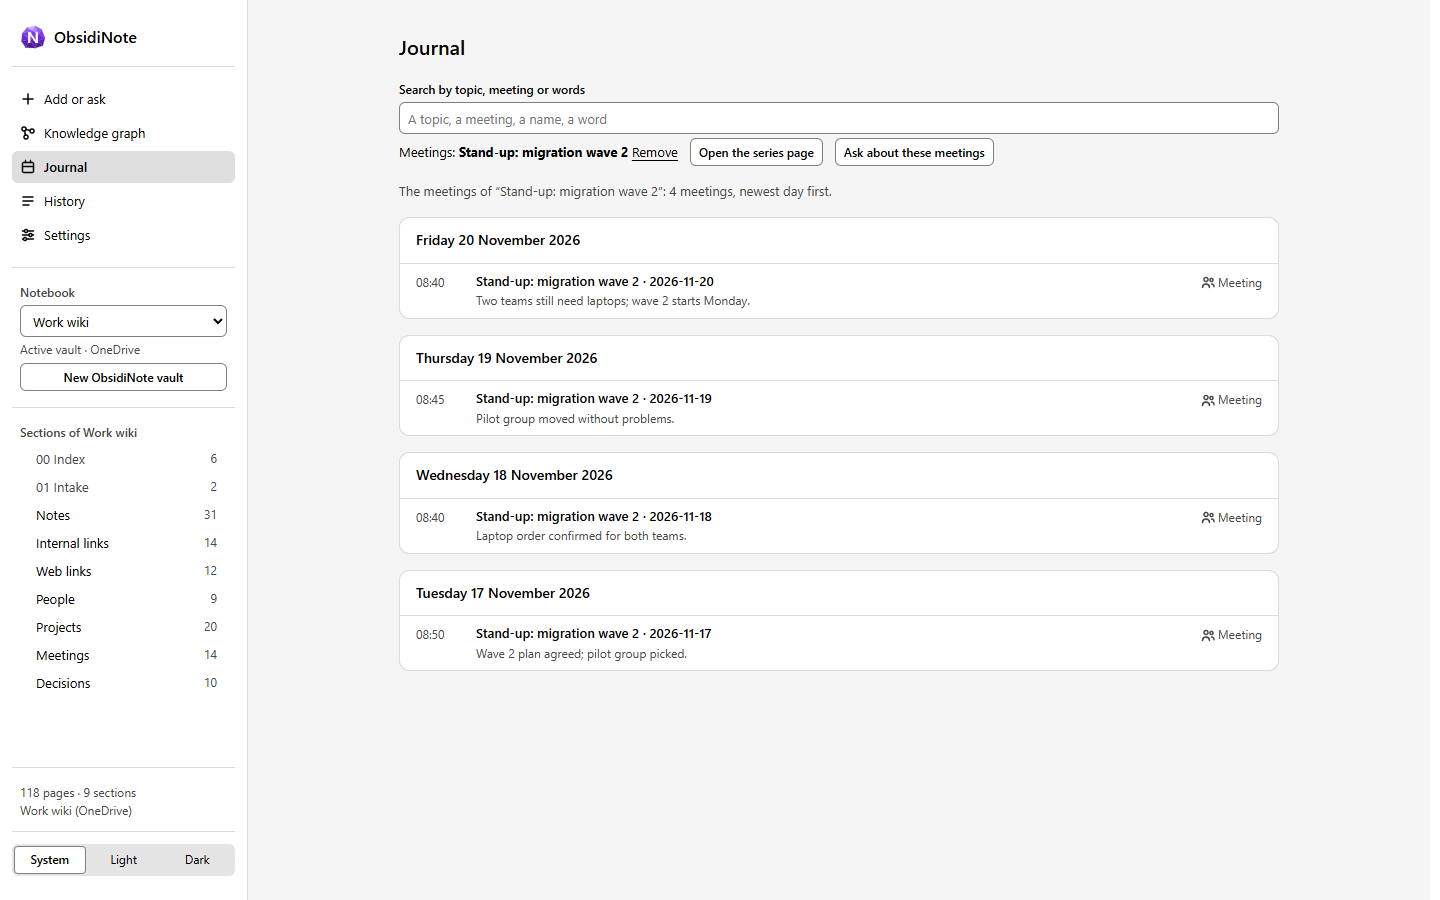 ObsidiNote
Add or ask
Knowledge graph
Journal
History
Settings
Notebook
Work wiki
Active vault · OneDrive
New ObsidiNote vault
Sections of Work wiki
00 Index 6
01 Intake 2
Notes 31
Internal links 14
Web links 12
People 9
Projects 20
Meetings 14
Decisions 10
118 pages · 9 sections
Work wiki (OneDrive)
System Light Dark
Journal
Search by topic, meeting or words
A topic, a meeting, a name, a word
Meetings: Stand-up: migration wave 2 Remove Open the series page Ask about these meetings
The meetings of “Stand-up: migration wave 2”: 4 meetings, newest day first.
Friday 20 November 2026
08:40 Stand-up: migration wave 2 · 2026-11-20 Meeting
Two teams still need laptops; wave 2 starts Monday.
Thursday 19 November 2026
08:45 Stand-up: migration wave 2 · 2026-11-19 Meeting
Pilot group moved without problems.
Wednesday 18 November 2026
08:40 Stand-up: migration wave 2 · 2026-11-18 Meeting
Laptop order confirmed for both teams.
Tuesday 17 November 2026
08:50 Stand-up: migration wave 2 · 2026-11-17 Meeting
Wave 2 plan agreed; pilot group picked.